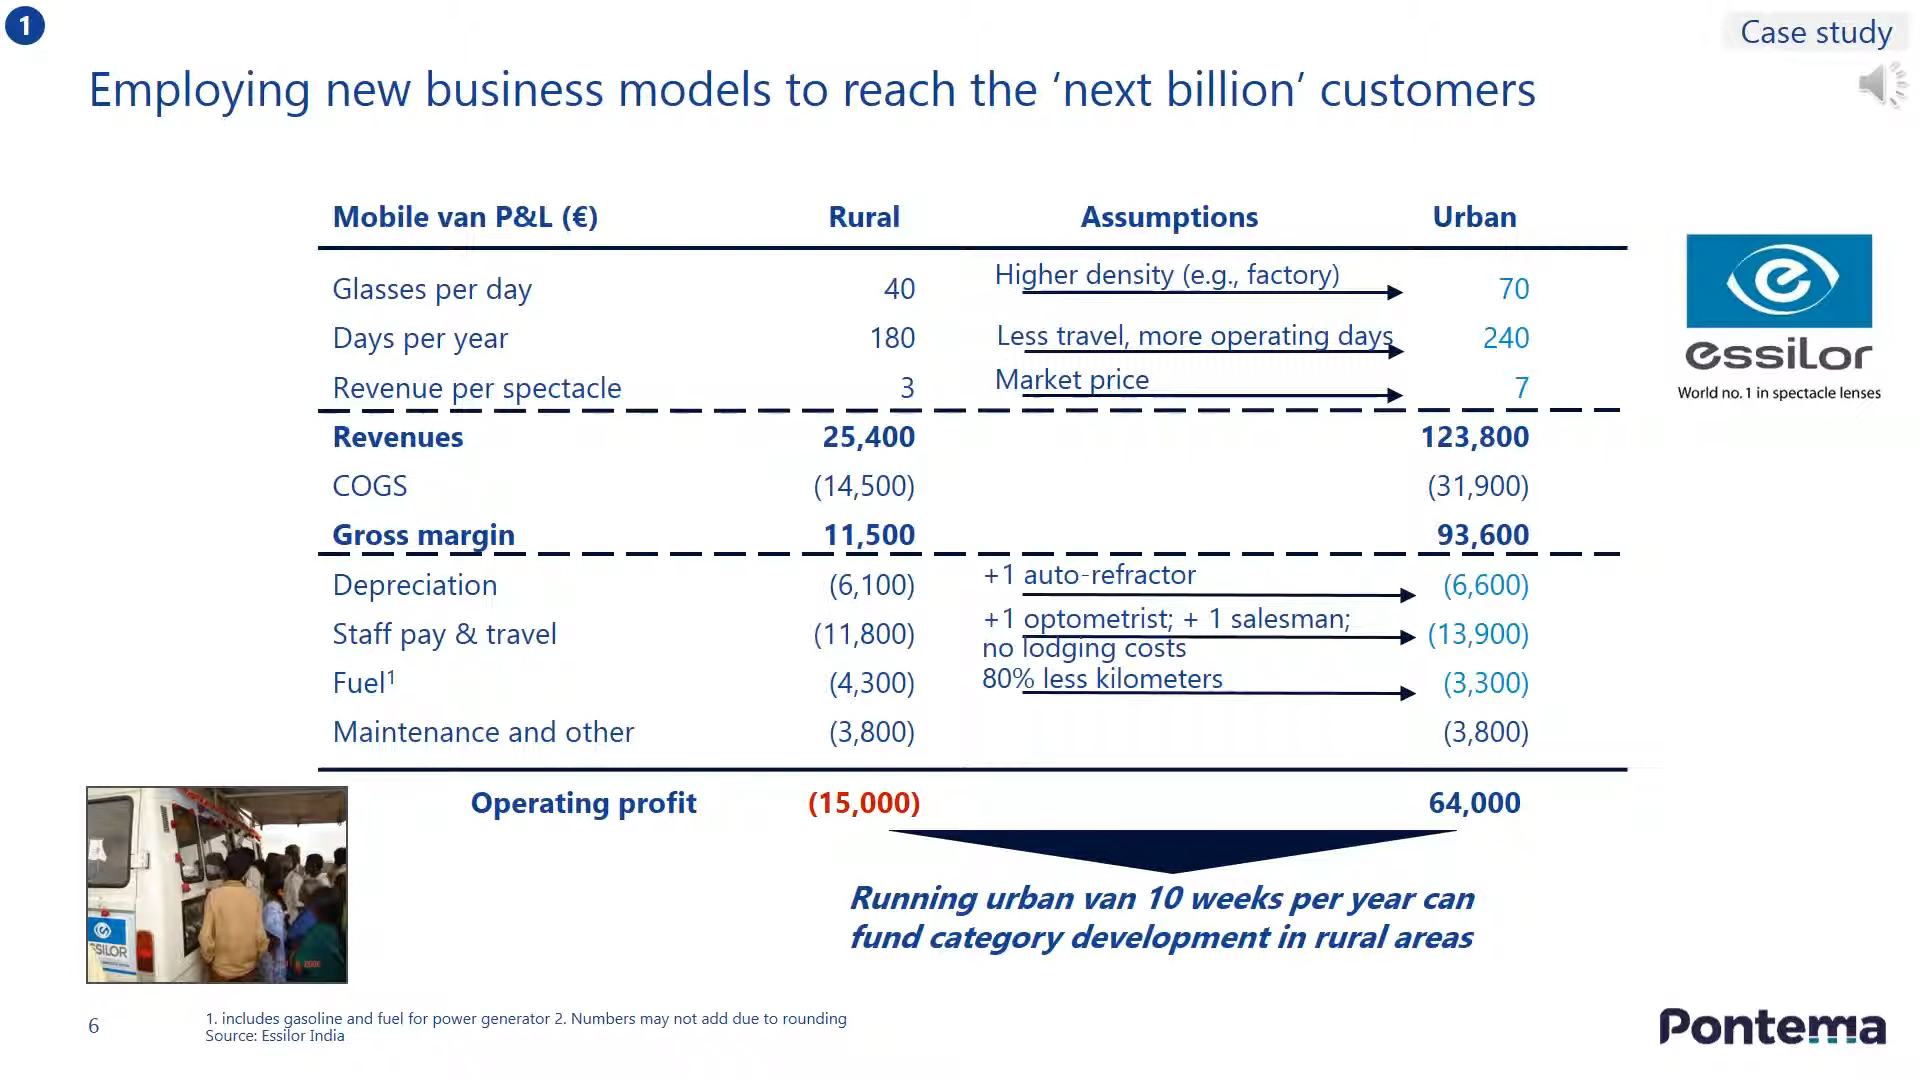 1
Case study
Employing new business models to reach the ‘next billion’ customers
Mobile van P&L (€) Rural Assumptions Urban
Glasses per day 40 Higher density (e.g., factory) 70
Days per year 180 Less travel, more operating days 240
Revenue per spectacle 3 Market price 7
Revenues 25,400 123,800
COGS (14,500) (31,900)
Gross margin 11,500 93,600
Depreciation (6,100) +1 auto-refractor (6,600)
Staff pay & travel (11,800) +1 optometrist; + 1 salesman; (13,900)
no lodging costs
Fuel¹ (4,300) 80% less kilometers (3,300)
Maintenance and other (3,800) (3,800)
Operating profit (15,000) 64,000
Running urban van 10 weeks per year can
fund category development in rural areas
essilor
World no.1 in spectacle lenses
ESSILOR
6
1. includes gasoline and fuel for power generator 2. Numbers may not add due to rounding
Source: Essilor India
Pontema